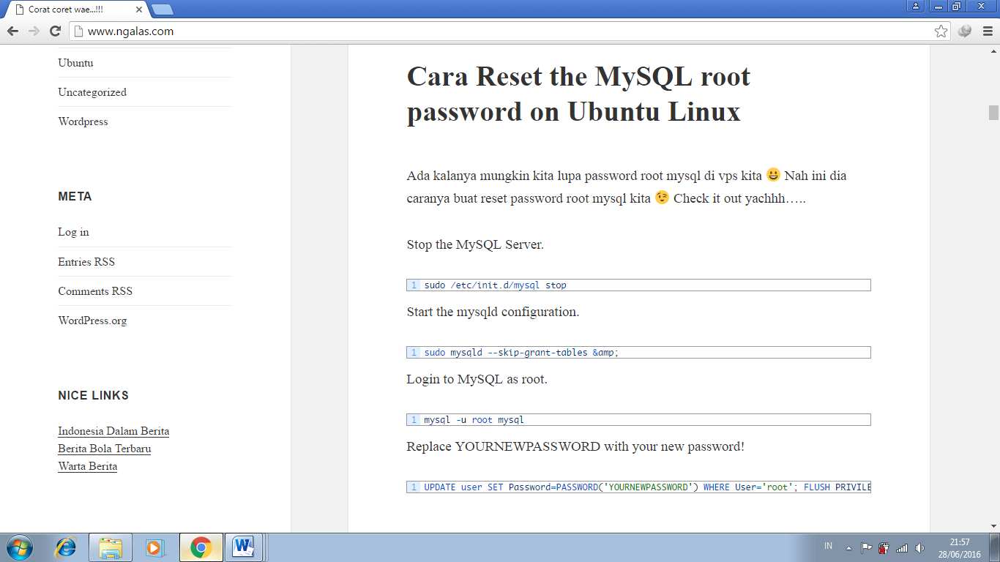 Corat coret wae...!!!
www.ngalas.com
Ubuntu
Uncategorized
Wordpress
META
Log in
Entries RSS
Comments RSS
WordPress.org
NICE LINKS
Indonesia Dalam Berita
Berita Bola Terbaru
Warta Berita
Cara Reset the MySQL root
password on Ubuntu Linux
Ada kalanya mungkin kita lupa password root mysql di vps kita 😀 Nah ini dia
caranya buat reset password root mysql kita 😉 Check it out yachhh…..
Stop the MySQL Server.
1 sudo /etc/init.d/mysql stop
Start the mysqld configuration.
1 sudo mysqld --skip-grant-tables &amp;
Login to MySQL as root.
1 mysql -u root mysql
Replace YOURNEWPASSWORD with your new password!
1 UPDATE user SET Password=PASSWORD('YOURNEWPASSWORD') WHERE User='root'; FLUSH PRIVILE
IN
21:57
28/06/2016